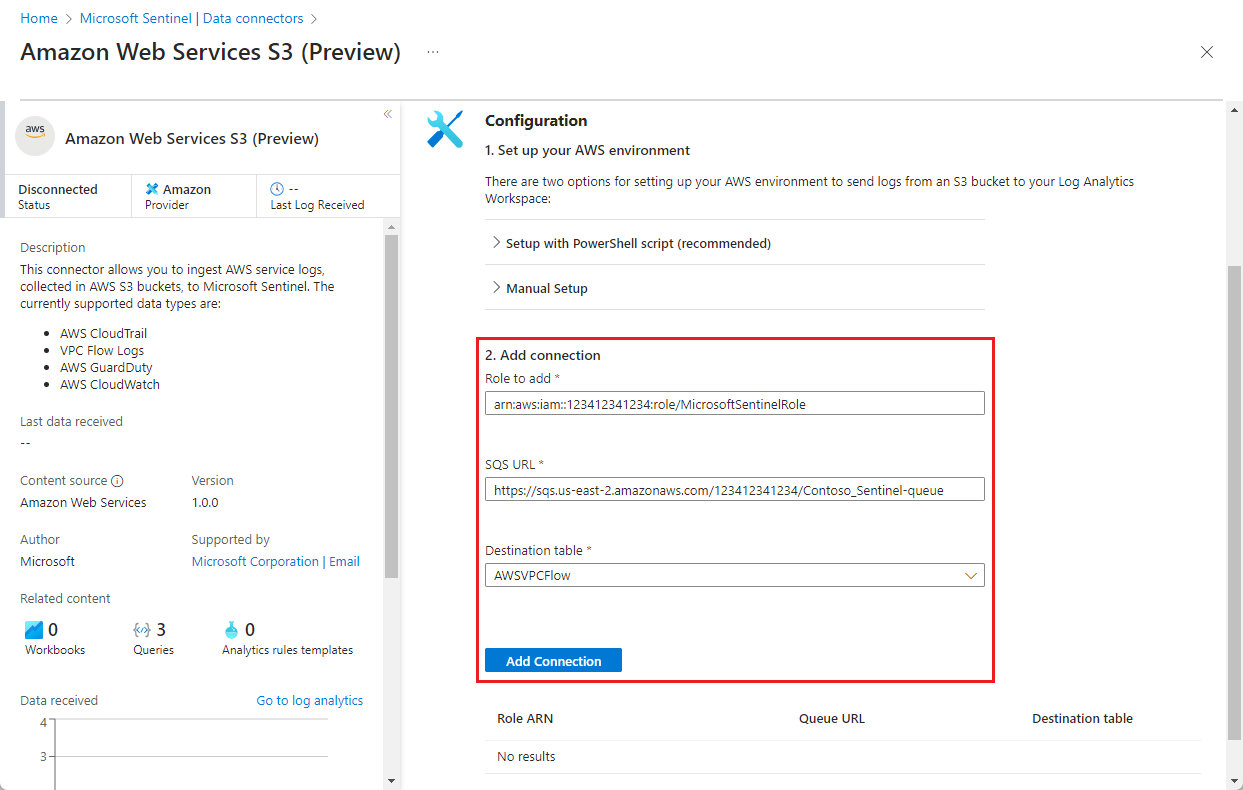 Home > Microsoft Sentinel | Data connectors >
Amazon Web Services S3 (Preview) ...
aws
Amazon Web Services S3 (Preview)
Disconnected
Status
Amazon
Provider
--
Last Log Received
Description
This connector allows you to ingest AWS service logs,
collected in AWS S3 buckets, to Microsoft Sentinel. The
currently supported data types are:
• AWS CloudTrail
• VPC Flow Logs
• AWS GuardDuty
• AWS CloudWatch
Last data received
--
Content source Version
Amazon Web Services 1.0.0
Author Supported by
Microsoft Microsoft Corporation | Email
Related content
0 3 0
Workbooks Queries Analytics rules templates
Data received Go to log analytics
4
3
Configuration
1. Set up your AWS environment
There are two options for setting up your AWS environment to send logs from an S3 bucket to your Log Analytics
Workspace:
Setup with PowerShell script (recommended)
Manual Setup
2. Add connection
Role to add *
arn:aws:iam::123412341234:role/MicrosoftSentinelRole
SQS URL *
https://sqs.us-east-2.amazonaws.com/123412341234/Contoso_Sentinel-queue
Destination table *
AWSVPCFlow
Add Connection
Role ARN Queue URL Destination table
No results